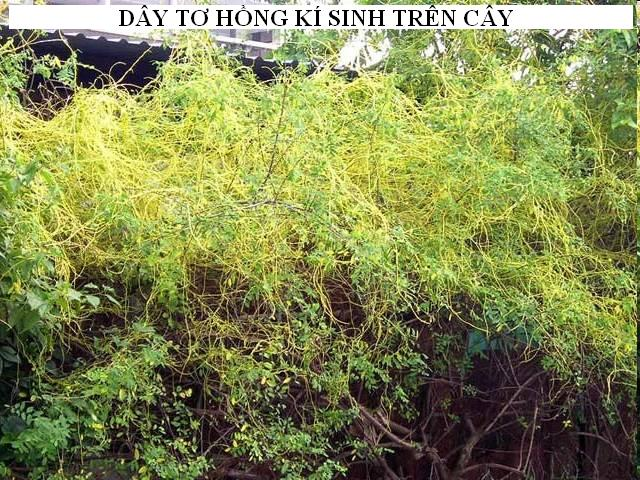 DÂY TƠ HỒNG KÍ SINH TRÊN CÂY